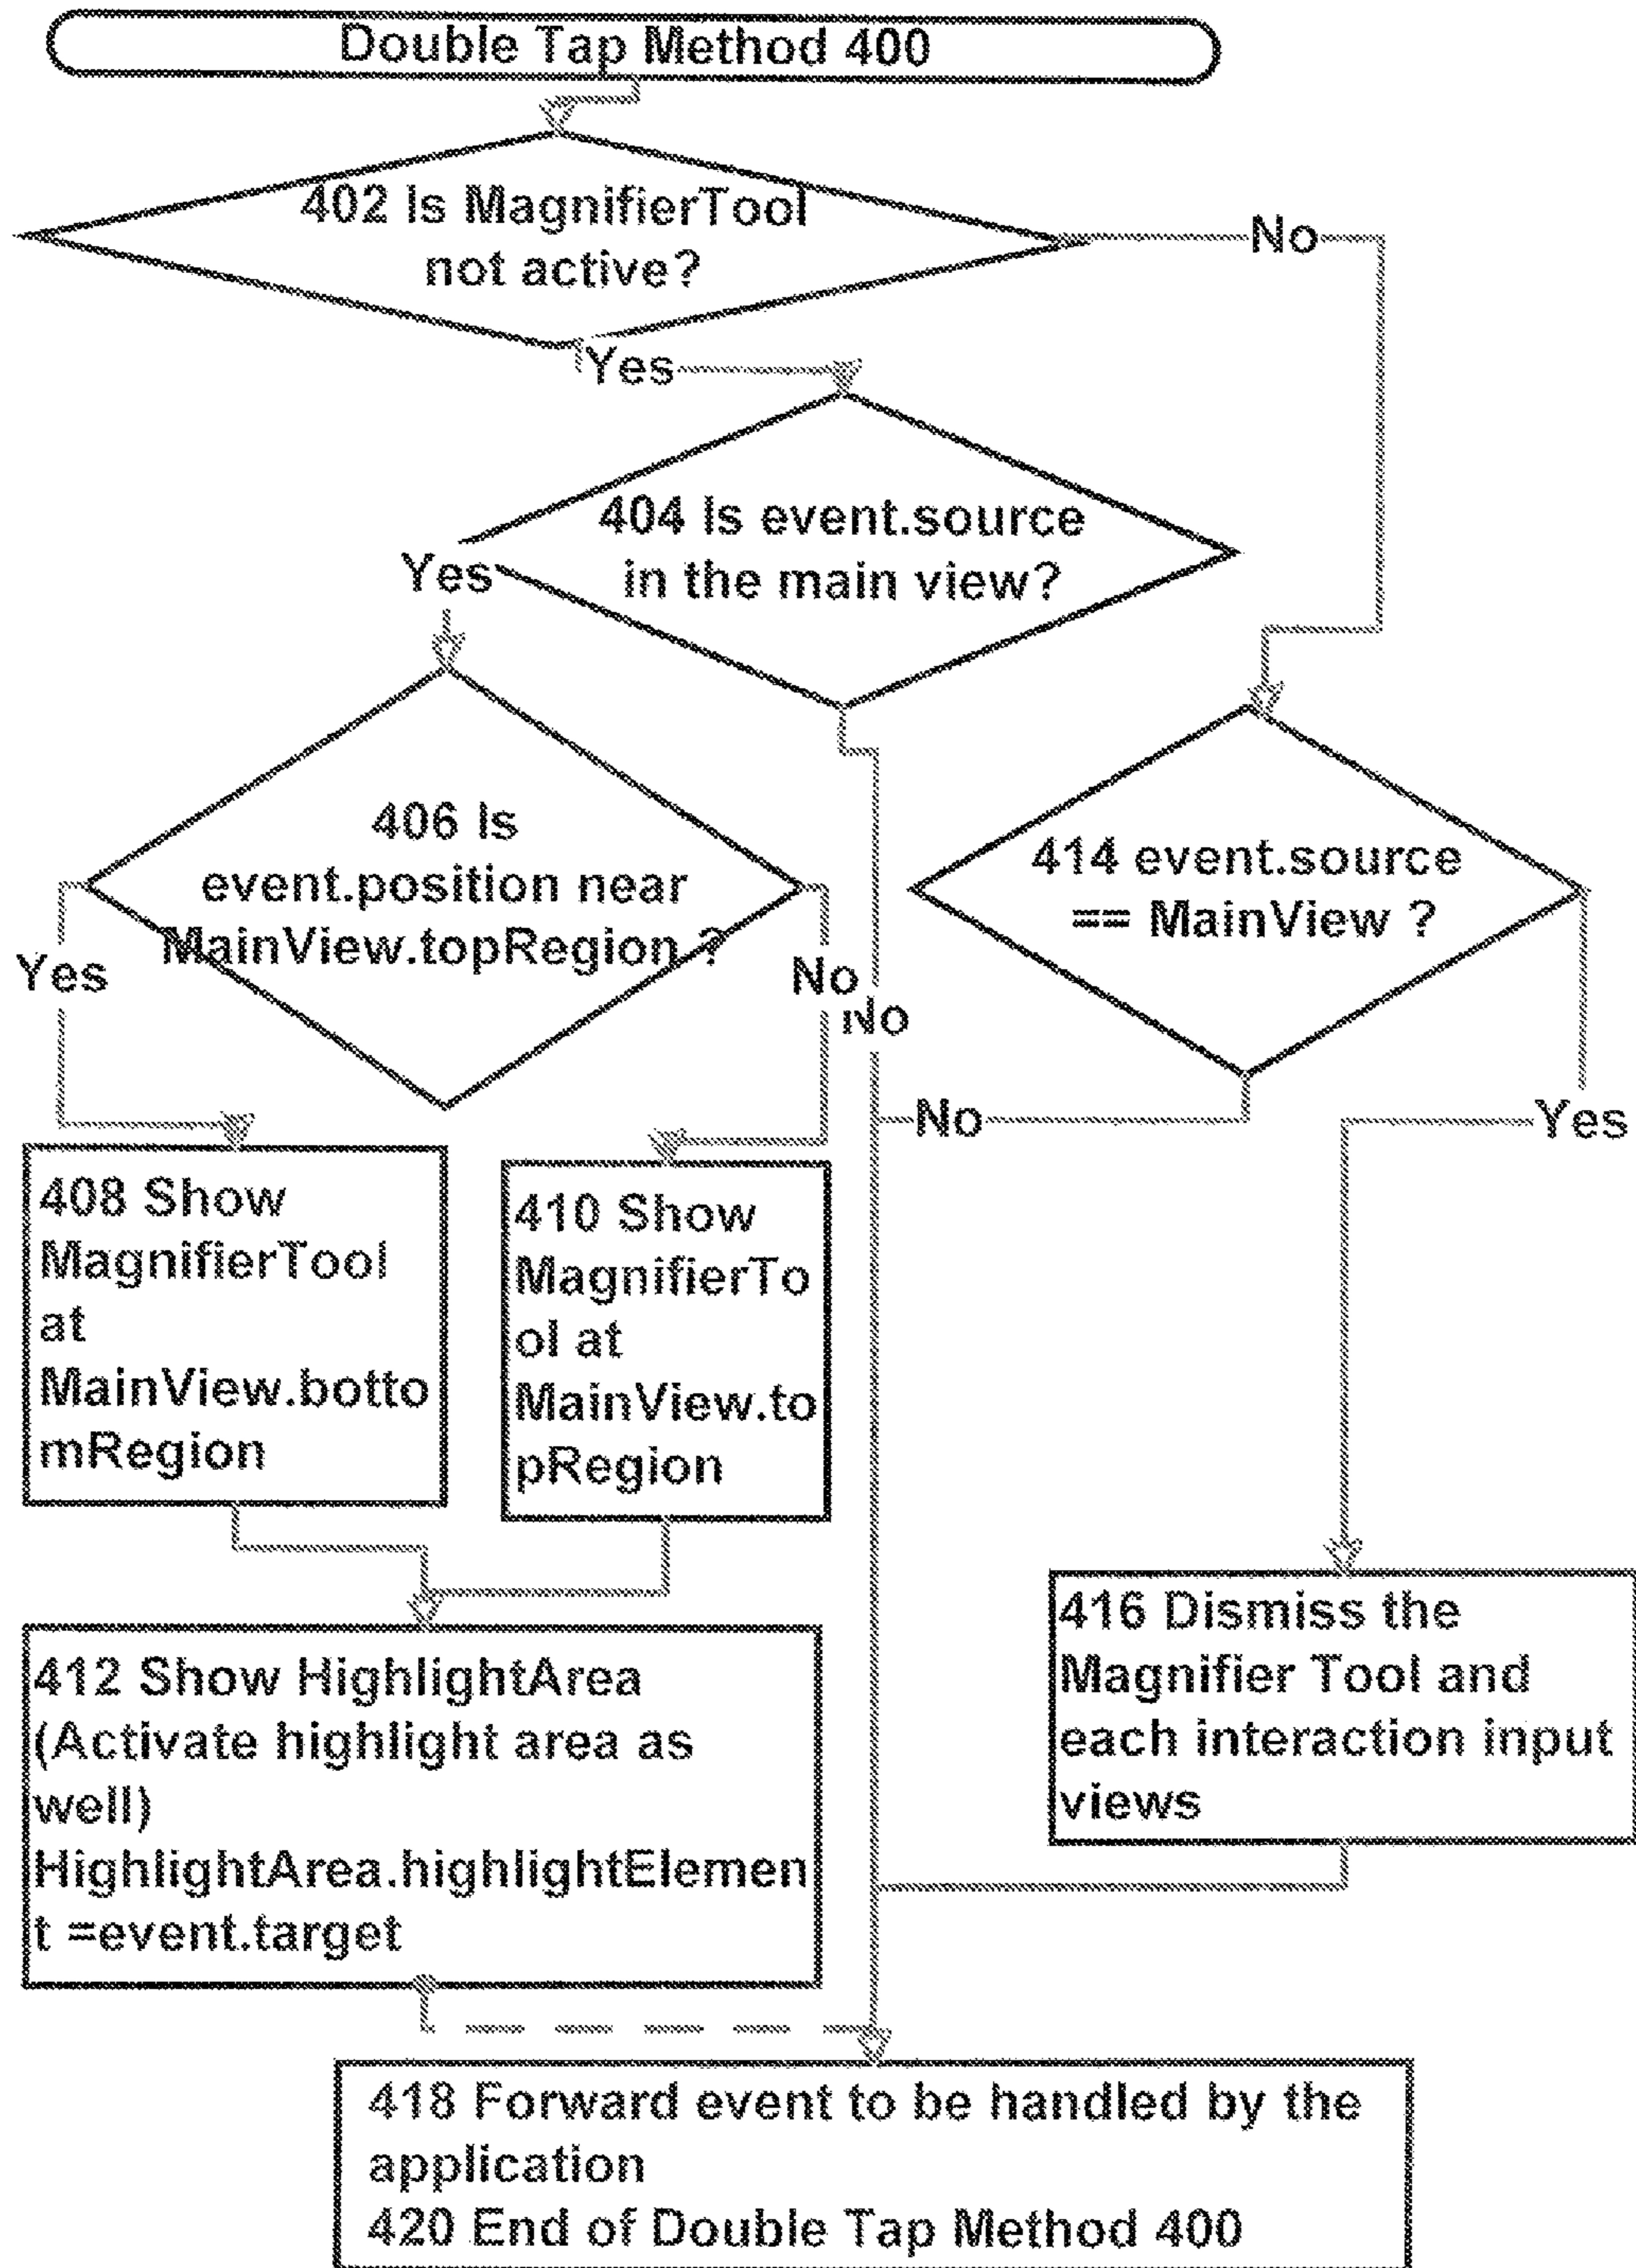 Double Tap Method 400
402 Is MagnifierTool
not active?
No
Yes
404 Is event.source
in the main view?
Yes
406 Is
event.position near
MainView.topRegion ?
Yes
No
No
414 event.source
== MainView ?
No
Yes
408 Show
MagnifierTool
at
MainView.botto
mRegion
410 Show
MagnifierTo
ol at
MainView.to
pRegion
412 Show HighlightArea
(Activate highlight area as
well)
HighlightArea.highlightElemen
t =event.target
416 Dismiss the
Magnifier Tool and
each interaction input
views
418 Forward event to be handled by the
application
420 End of Double Tap Method 400